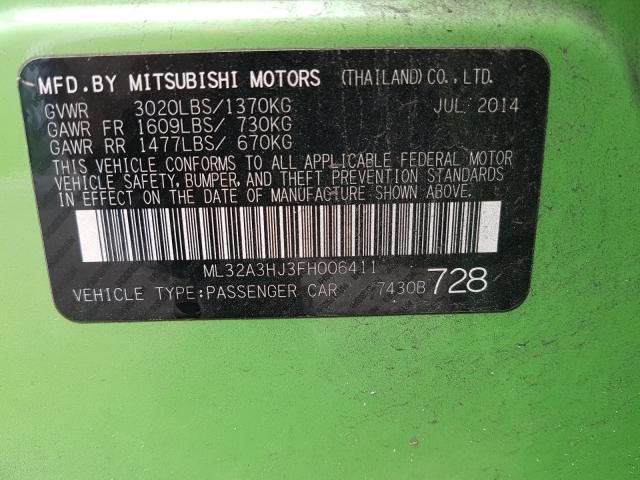 MFD.BY MITSUBISHI MOTORS (THAILAND)CO.,LTD.
GVWR 3020LBS/1370KG JUL 2014
GAWR FR 1609LBS/ 730KG
GAWR RR 1477LBS/ 670KG
THIS VEHICLE CONFORMS TO ALL APPLICABLE FEDERAL MOTOR
VEHICLE SAFETY, BUMPER, AND THEFT PREVENTION STANDARDS
IN EFFECT ON THE DATE OF MANUFACTURE SHOWN ABOVE.
ML32A3HJ3FH006411
VEHICLE TYPE:PASSENGER CAR 7430B 728